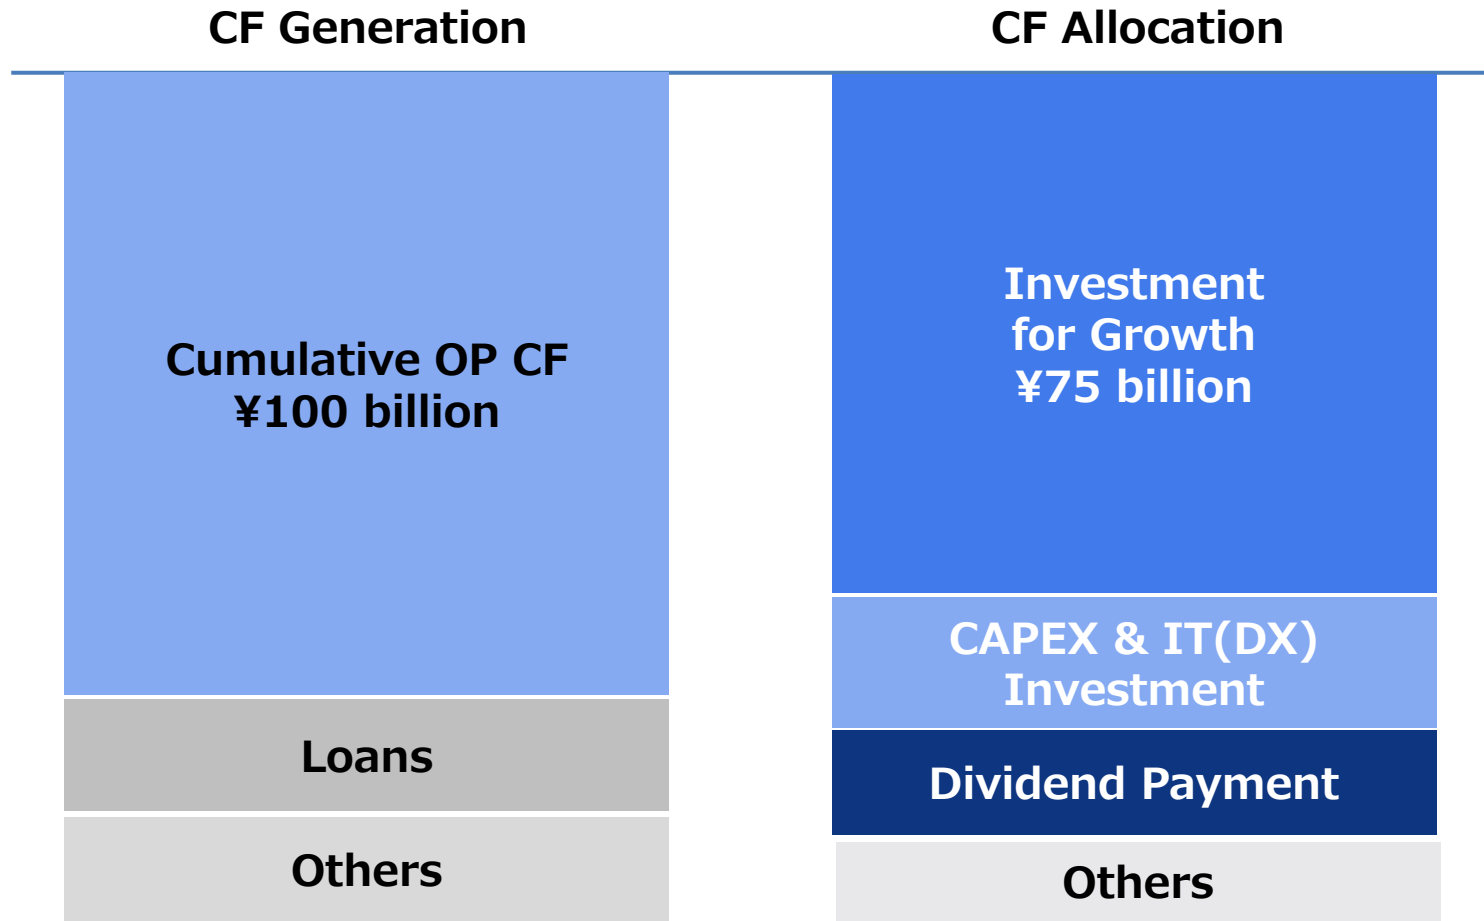 CF Generation
CF Allocation
Cumulative OP CF
¥100 billion
Loans
Others
Investment
for Growth
¥75 billion
CAPEX & IT(DX)
Investment
Dividend Payment
Others